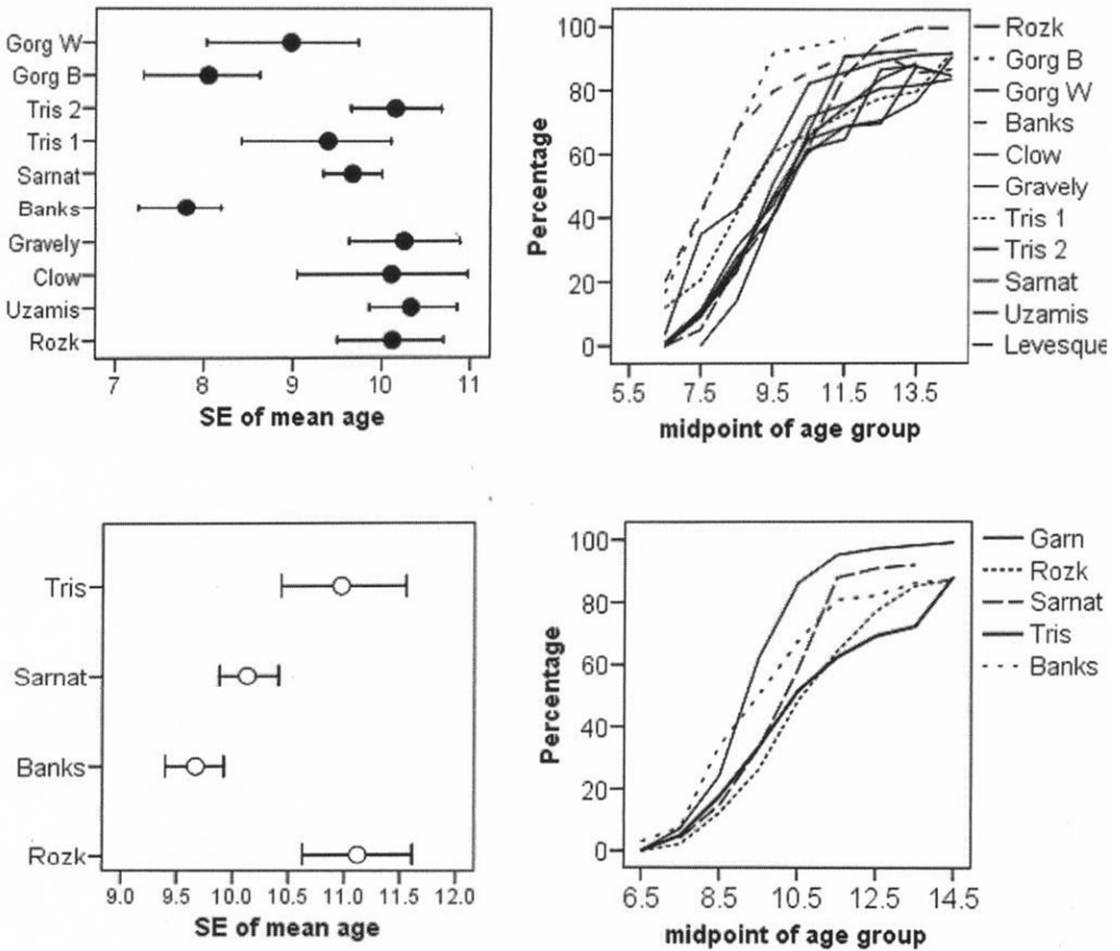 Gorg W
Gorg B
Tris 2
Tris 1
Sarnat
Banks
Gravely
Clow
Uzamis
Rozk
7 8 9 10 11
SE of mean age
Percentage
100
80
60
40
20
0
5.5 7.5 9.5 11.5 13.5
midpoint of age group
Rozk
Gorg B
Gorg W
Banks
Clow
Gravely
Tris 1
Tris 2
Sarnat
Uzamis
Levesque
Tris
Sarnat
Banks
Rozk
9.0 9.5 10.0 10.5 11.0 11.5 12.0
SE of mean age
Percentage
100
80
60
40
20
0
6.5 8.5 10.5 12.5 14.5
midpoint of age group
Garn
Rozk
Sarnat
Tris
Banks